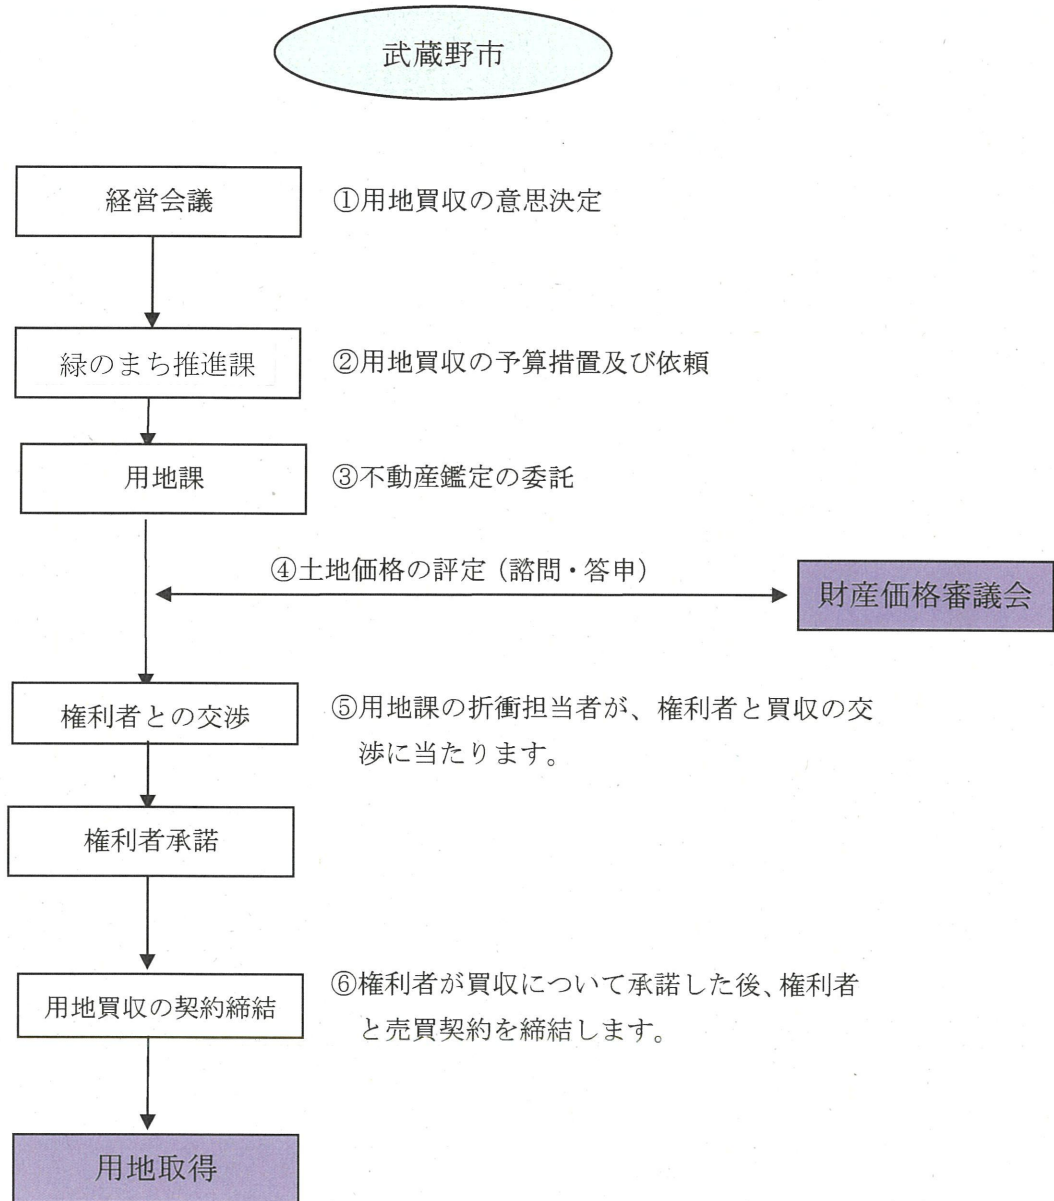 武蔵野市
経営会議
①用地買収の意思決定
緑のまち推進課
②用地買収の予算措置及び依頼
用地課
③不動産鑑定の委託
④土地価格の評定（諮問・答申）
財産価格審議会
権利者との交渉
⑤用地課の折衝担当者が、権利者と買収の交
渉に当たります。
権利者承諾
用地買収の契約締結
⑥権利者が買収について承諾した後、権利者
と売買契約を締結します。
用地取得